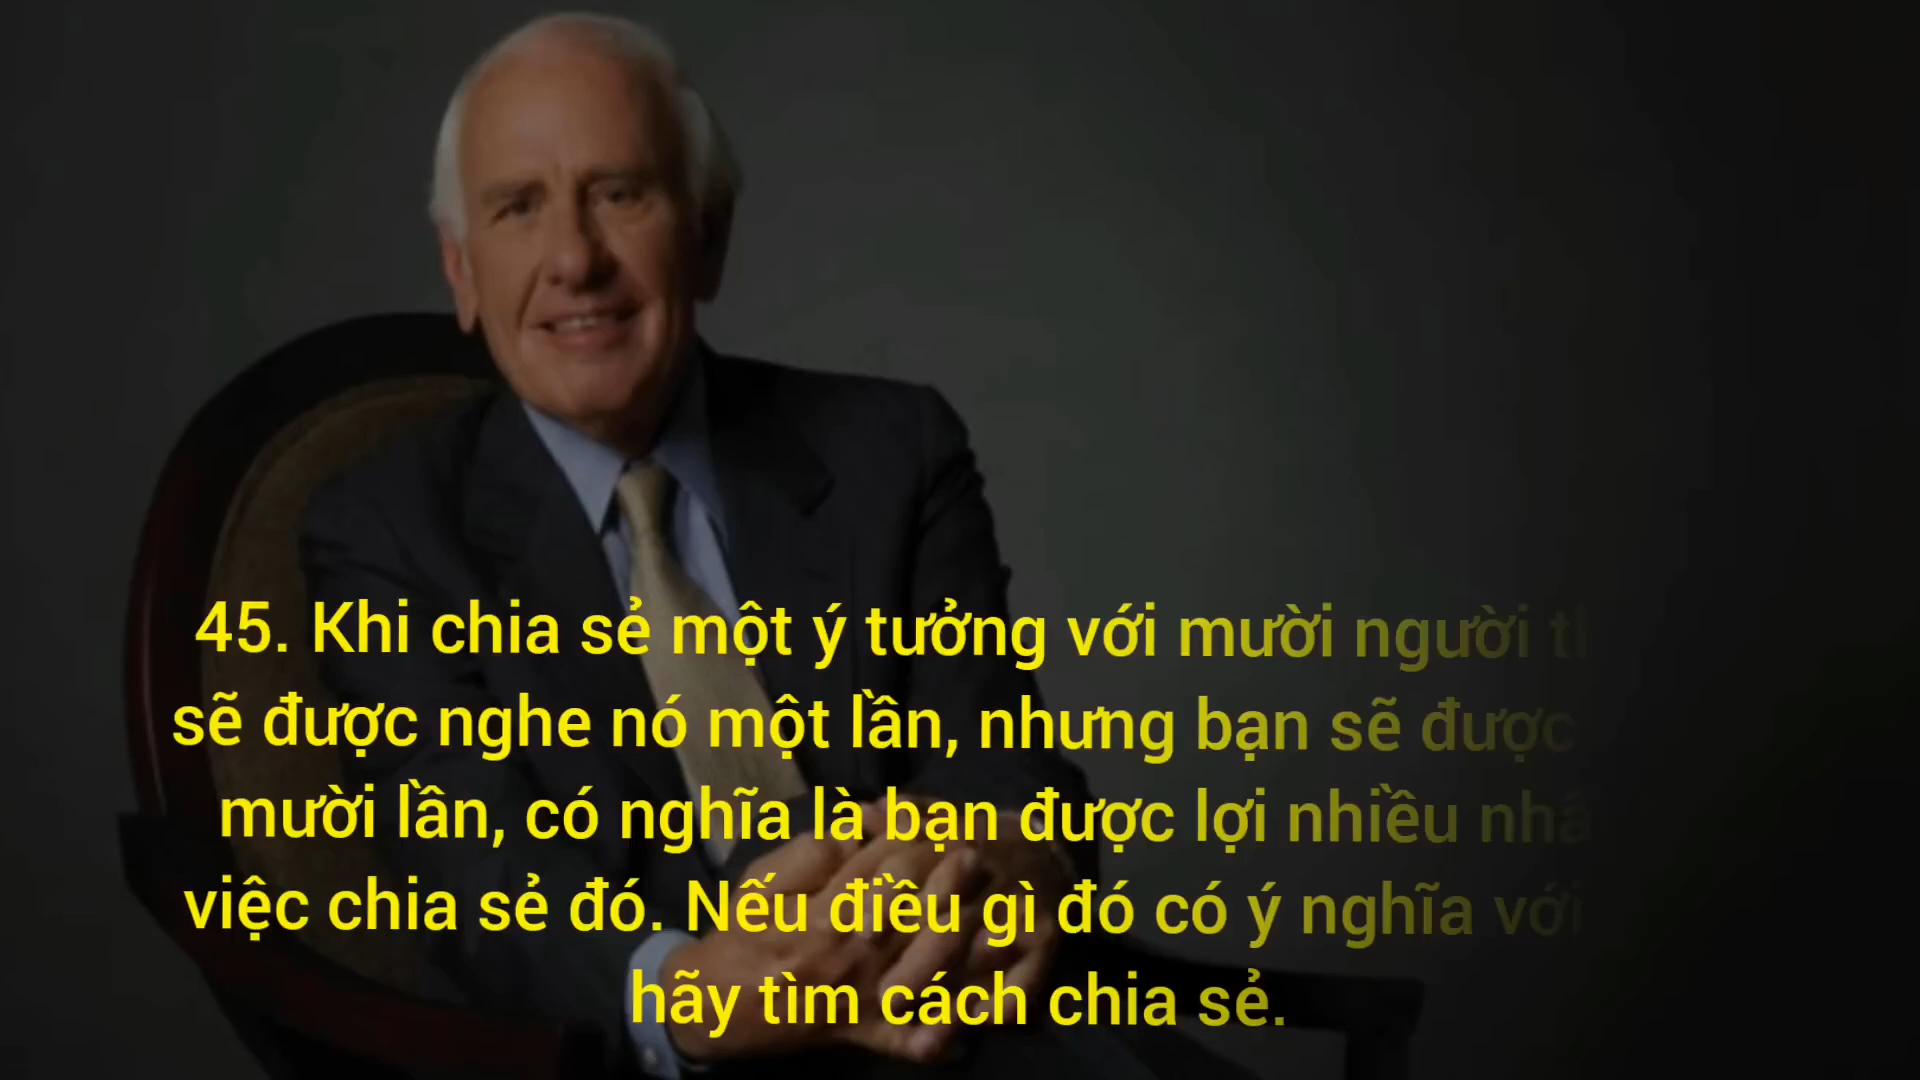 45. Khi chia sẻ một ý tưởng với mười người
sẽ được nghe nó một lần, nhưng bạn sẽ được
mười lần, có nghĩa là bạn được lợi nhiều
việc chia sẻ đó. Nếu điều gì đó có ý nghĩa với
hãy tìm cách chia sẻ.